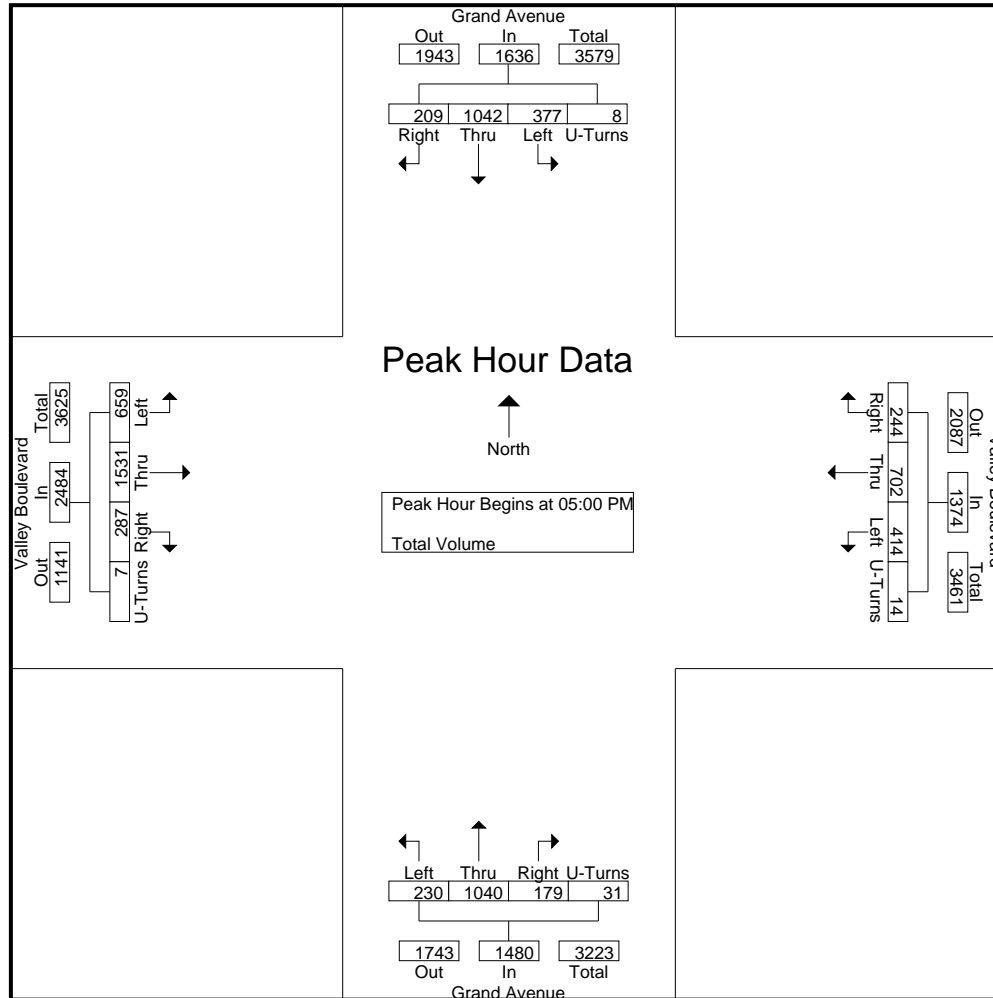 Grand Avenue
Out In Total
1943 1636 3579
209 1042 377 8
Right Thru Left U-Turns
Peak Hour Data
North
Peak Hour Begins at 05:00 PM
Total Volume
Valley Boulevard
Out In Total
1141 2484 3625
7 287 1531 659
U-Turns Right Thru Left
Valley Boulevard
Out In Total
2087 1374 3461
244 702 414 14
Right Thru Left U-Turns
Left Thru Right U-Turns
230 1040 179 31
1743 1480 3223
Out In Total
Grand Avenue